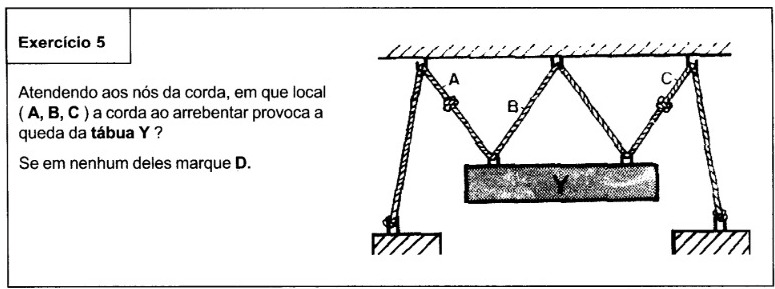 Exercício 5
Atendendo aos nós da corda, em que local
( A, B, C ) a corda ao arrebentar provoca a
queda da tábua Y ?
Se em nenhum deles marque D.
A
B
C
Y